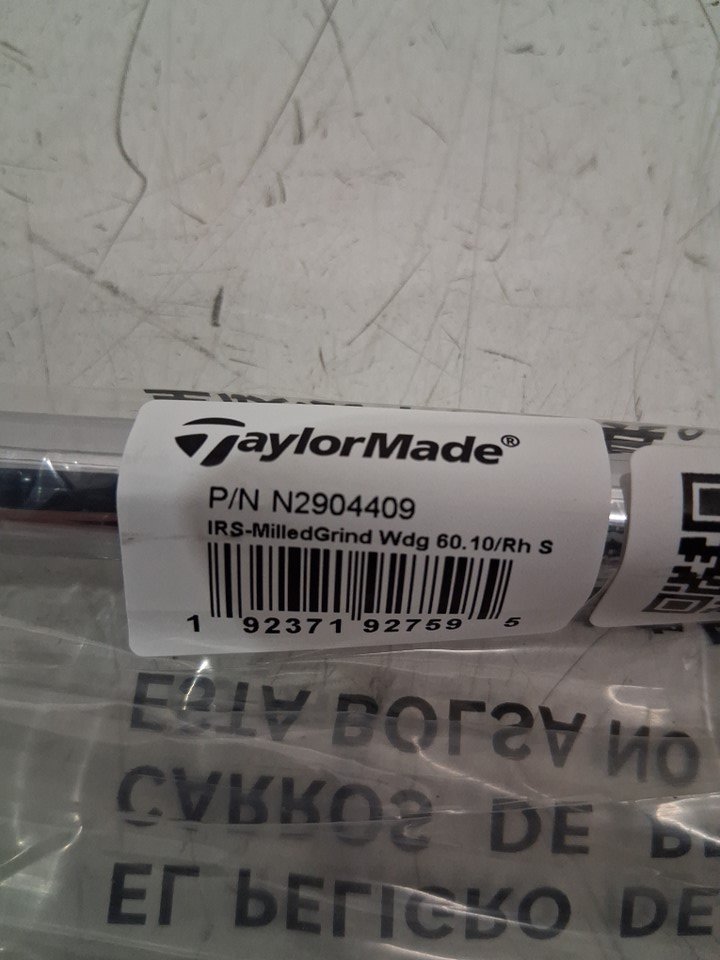 TaylorMade®
P/N N2904409
IRS-MilledGrind Wdg 60.10/Rh S
1 92371 92759 5
ESTA BOLSA NO
CARROS DE
EL PELIGRO DE